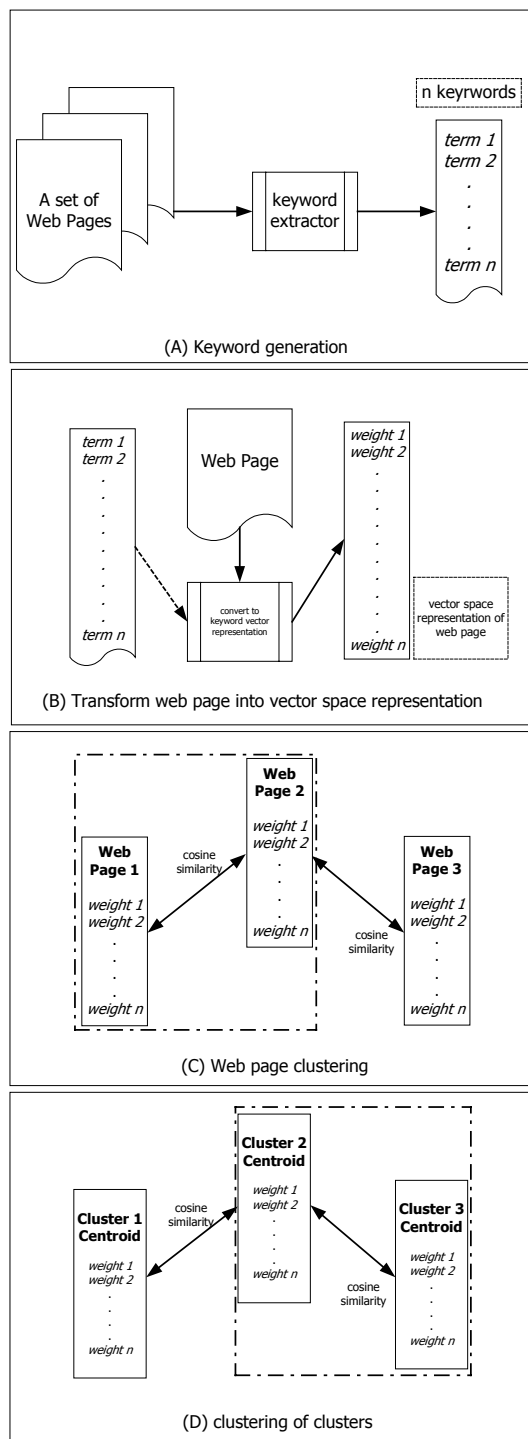 n keyrwords
A set of
Web Pages
keyword
extractor
term 1
term 2
.
.
.
.
term n
(A) Keyword generation
term 1
term 2
.
.
.
.
.
.
.
.
term n
Web Page
convert to
keyword vector
representation
weight 1
weight 2
.
.
.
.
.
.
.
.
.
weight n
vector space
representation of
web page
(B) Transform web page into vector space representation
Web
Page 1
weight 1
weight 2
.
.
.
.
weight n
cosine
similarity
Web
Page 2
weight 1
weight 2
.
.
.
.
weight n
cosine
similarity
Web
Page 3
weight 1
weight 2
.
.
.
.
weight n
(C) Web page clustering
Cluster 1
Centroid
weight 1
weight 2
.
.
.
.
weight n
cosine
similarity
Cluster 2
Centroid
weight 1
weight 2
.
.
.
.
weight n
cosine
similarity
Cluster 3
Centroid
weight 1
weight 2
.
.
.
.
weight n
(D) clustering of clusters